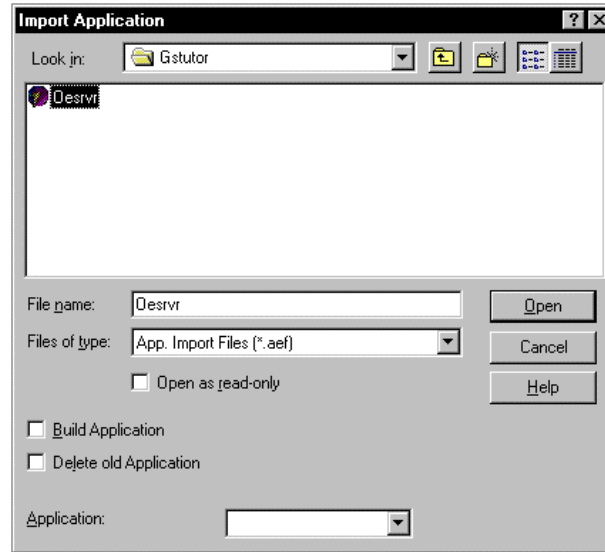 Import Application
Look in: Gstutor
Oesrvr
File name: Oesrvr Open
Files of type: App. Import Files (*.aef) Cancel
Open as read-only Help
Build Application
Delete old Application
Application: